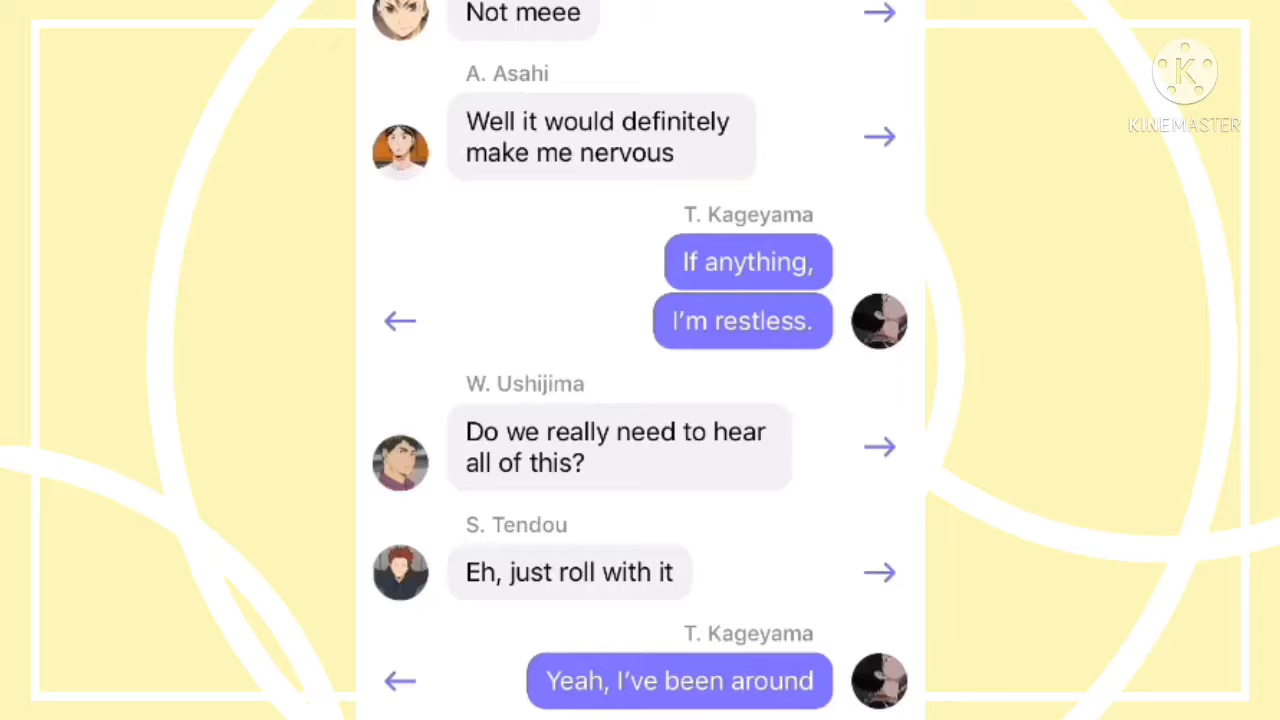 Not meee
A. Asahi
Well it would definitely
make me nervous
T. Kageyama
If anything,
I'm restless.
W. Ushijima
Do we really need to hear
all of this?
S. Tendou
Eh, just roll with it
T. Kageyama
Yeah, I've been around
K
KINEMASTER